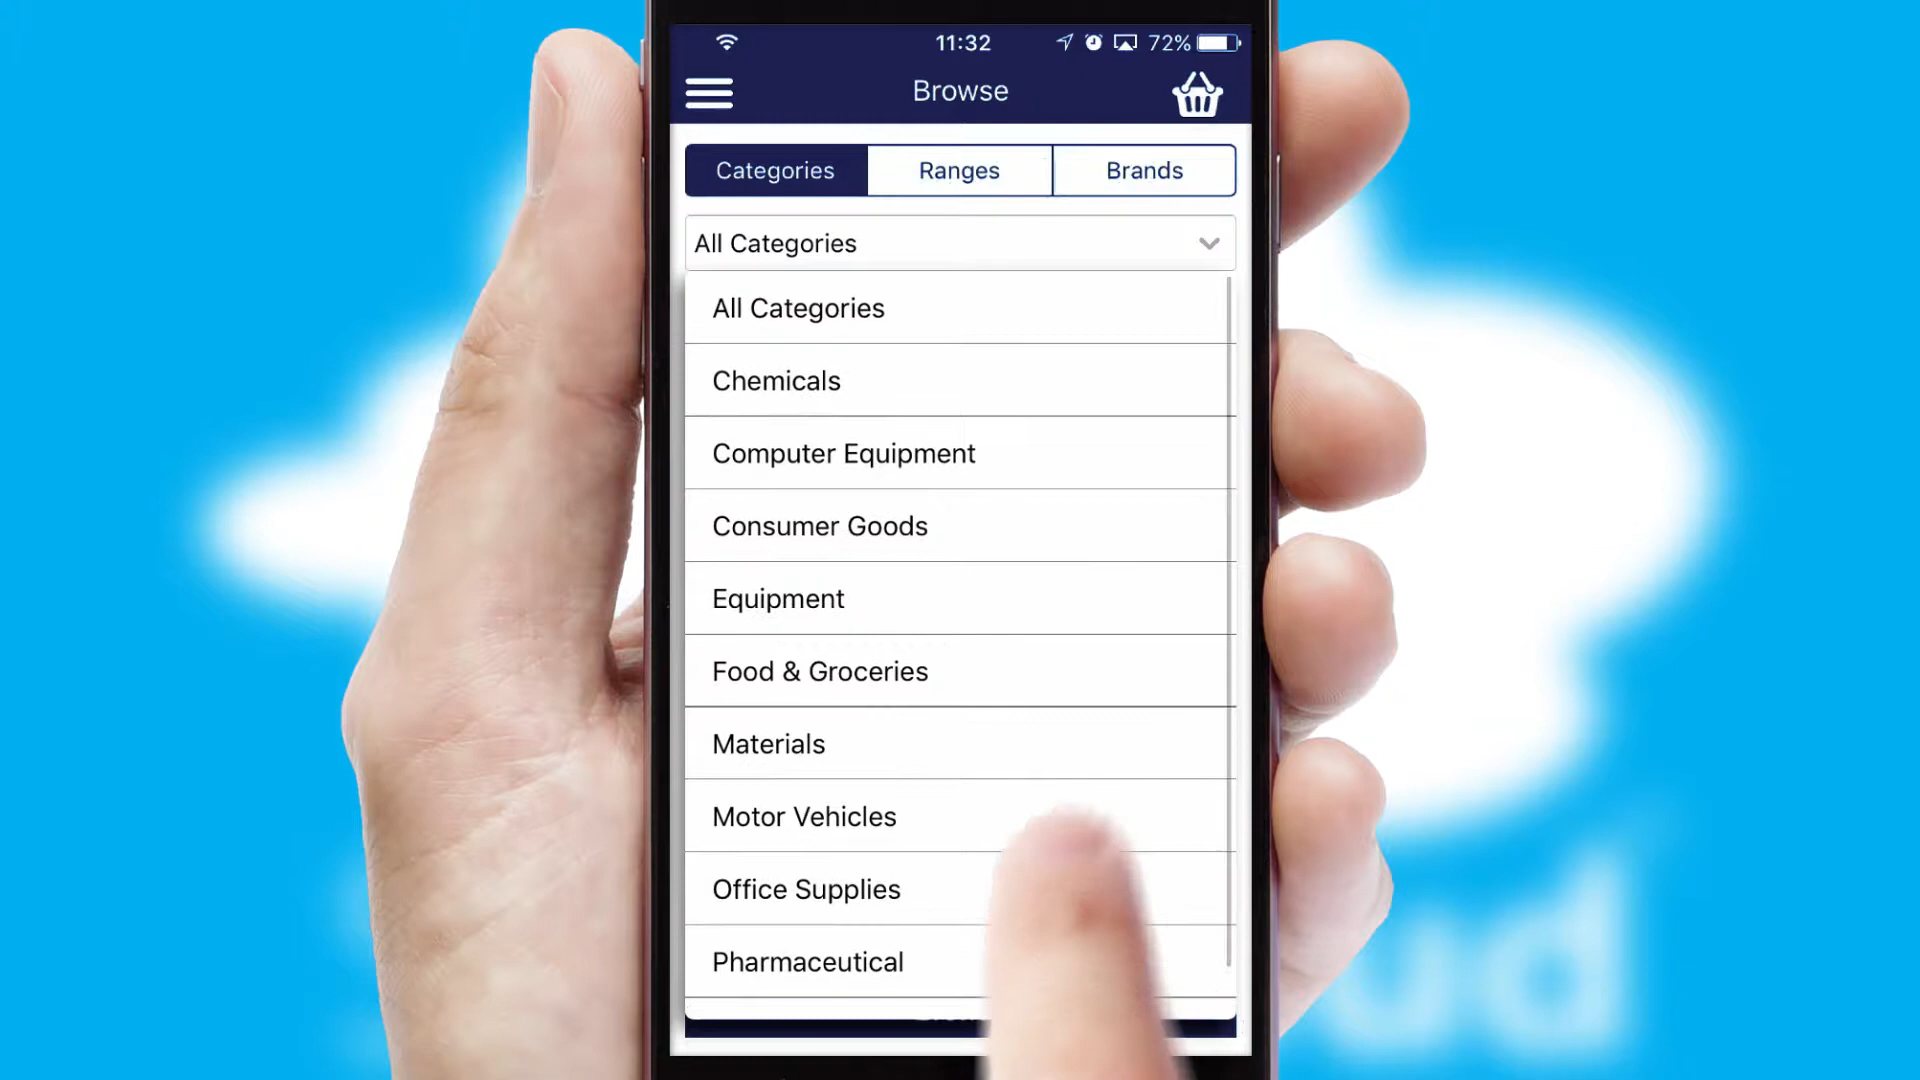 11:32 72%
Browse
Categories Ranges Brands
All Categories
All Categories
Chemicals
Computer Equipment
Consumer Goods
Equipment
Food & Groceries
Materials
Motor Vehicles
Office Supplies
Pharmaceutical